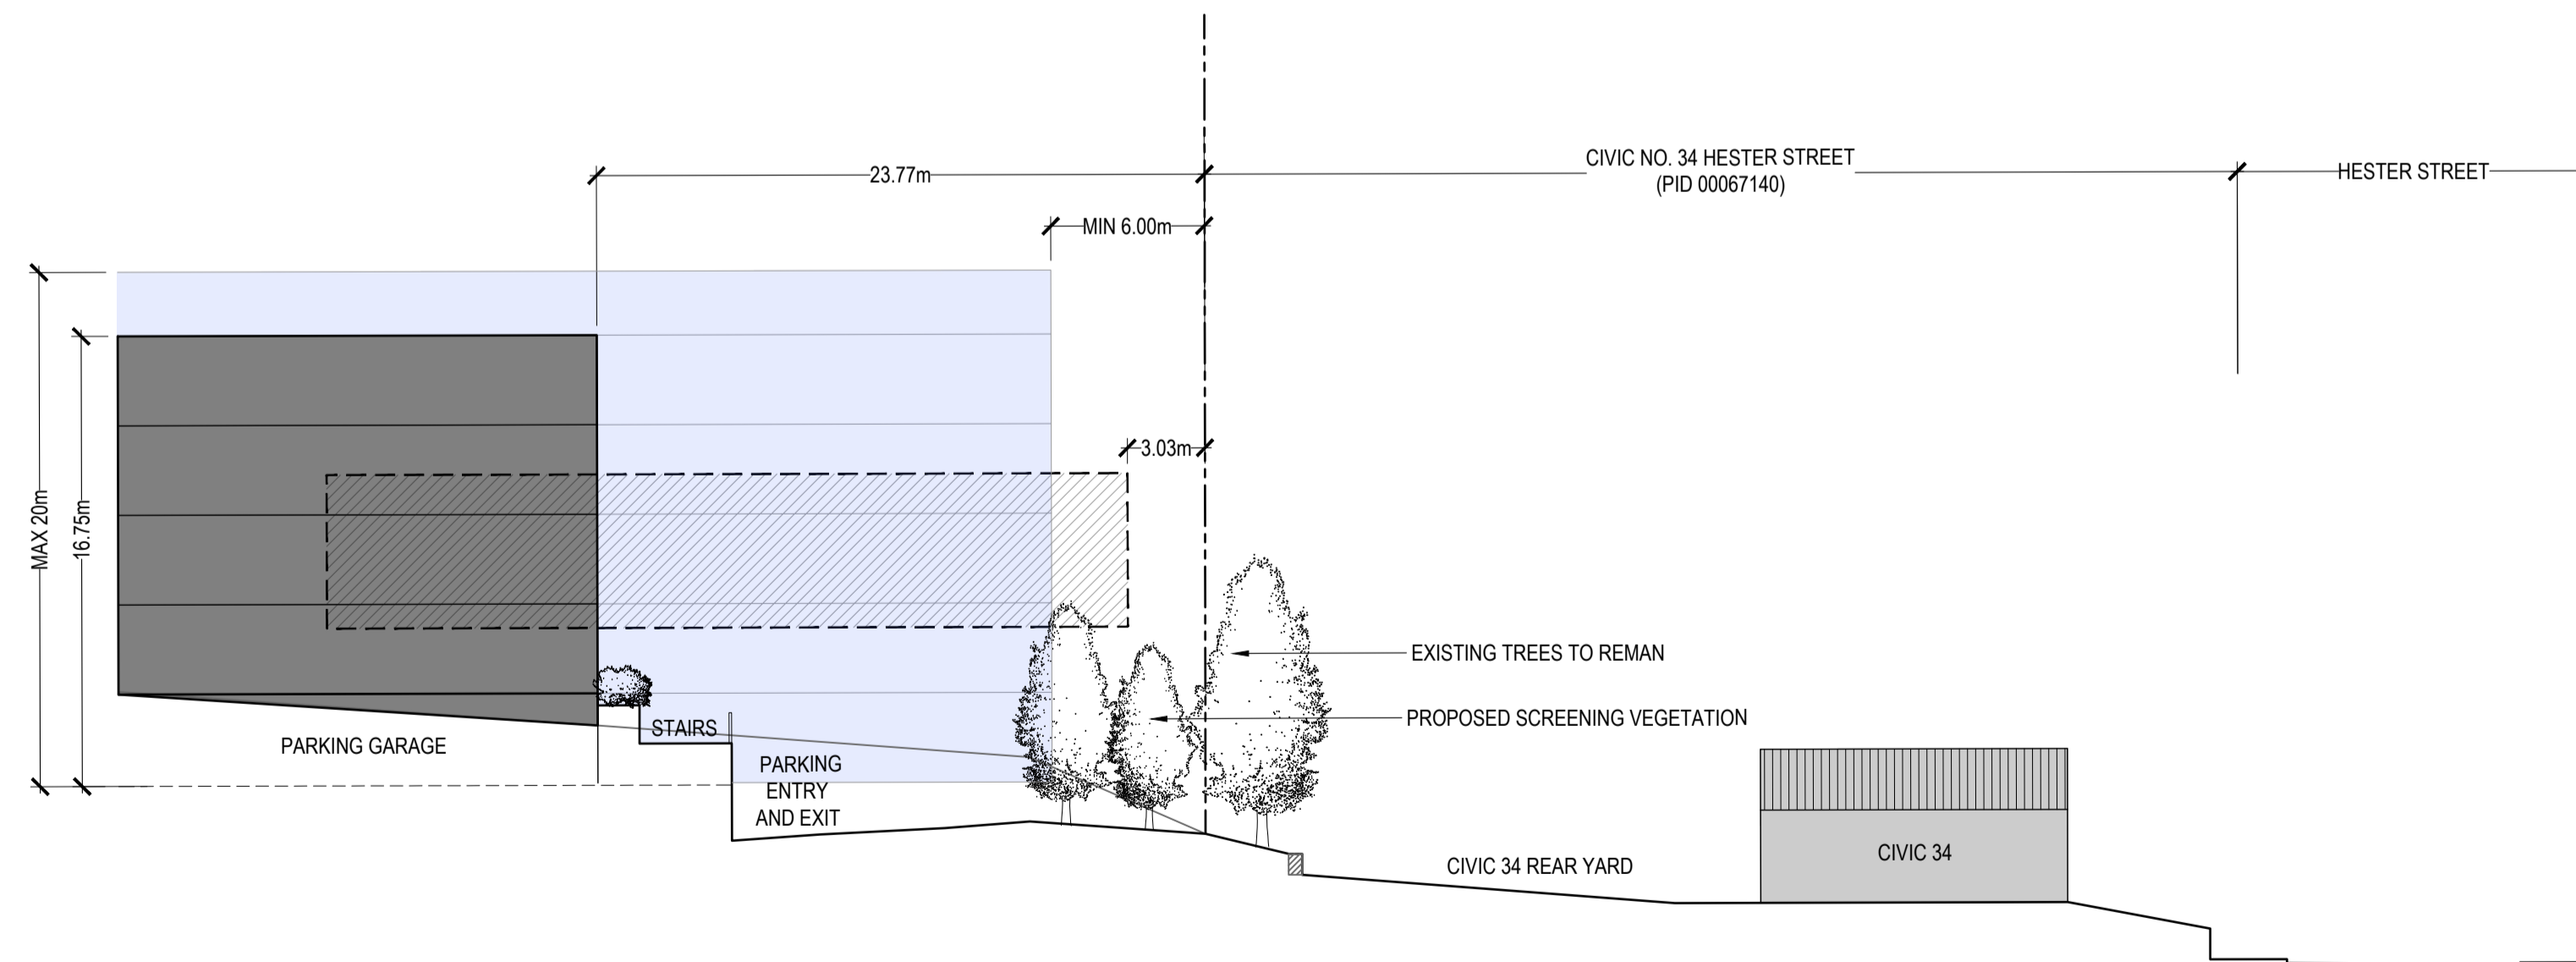 CIVIC NO. 34 HESTER STREET
(PID 00067140)
HESTER STREET
23.77m
MIN 6.00m
3.03m
MAX 20m
16.75m
EXISTING TREES TO REMAN
PROPOSED SCREENING VEGETATION
STAIRS
PARKING GARAGE
PARKING
ENTRY
AND EXIT
CIVIC 34 REAR YARD
CIVIC 34